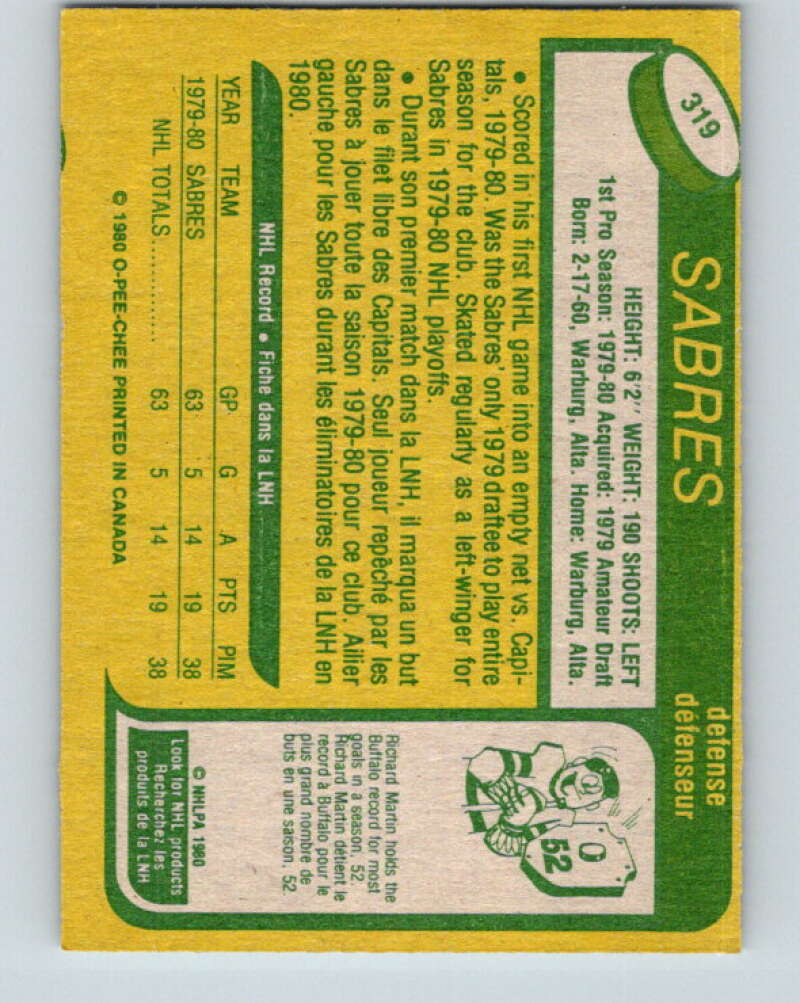 319
SABRES
défense
défenseur
HEIGHT: 6'2" WEIGHT: 190 SHOOTS: LEFT
1st Pro Season: 1979-80 Acquired: 1979 Amateur Draft
Born: 2-17-60, Warburg, Alta. Home: Warburg, Alta.
• Scored in his first NHL game into an empty net vs. Capi-
tals, 1979-80. Was the Sabres' only 1979 draftee to play entire
season for the club. Skated regularly as a left-winger for
Sabres in 1979-80 NHL playoffs.
• Durant son premier match dans la LNH, il marqua un but
dans le filet libre des Capitals. Seul joueur repêché par les
Sabres à jouer toute la saison 1979-80 pour ce club. Ailier
gauche pour les Sabres durant les éliminatoires de la LNH en
1980.
NHL Record • Fiche dans la LNH
YEAR TEAM GP G A PTS PIM
1979-80 SABRES 63 5 14 19 38
NHL TOTALS............... 63 5 14 19 38
© 1980 O-PEE-CHEE PRINTED IN CANADA
52
Richard Martin holds the
Buffalo record for most
goals in a season, 52.
Richard Martin détient le
record à Buffalo pour le
plus grand nombre de
buts en une saison, 52.
© NHLPA 1980
Look for NHL products
Recherchez les
produits de la LNH